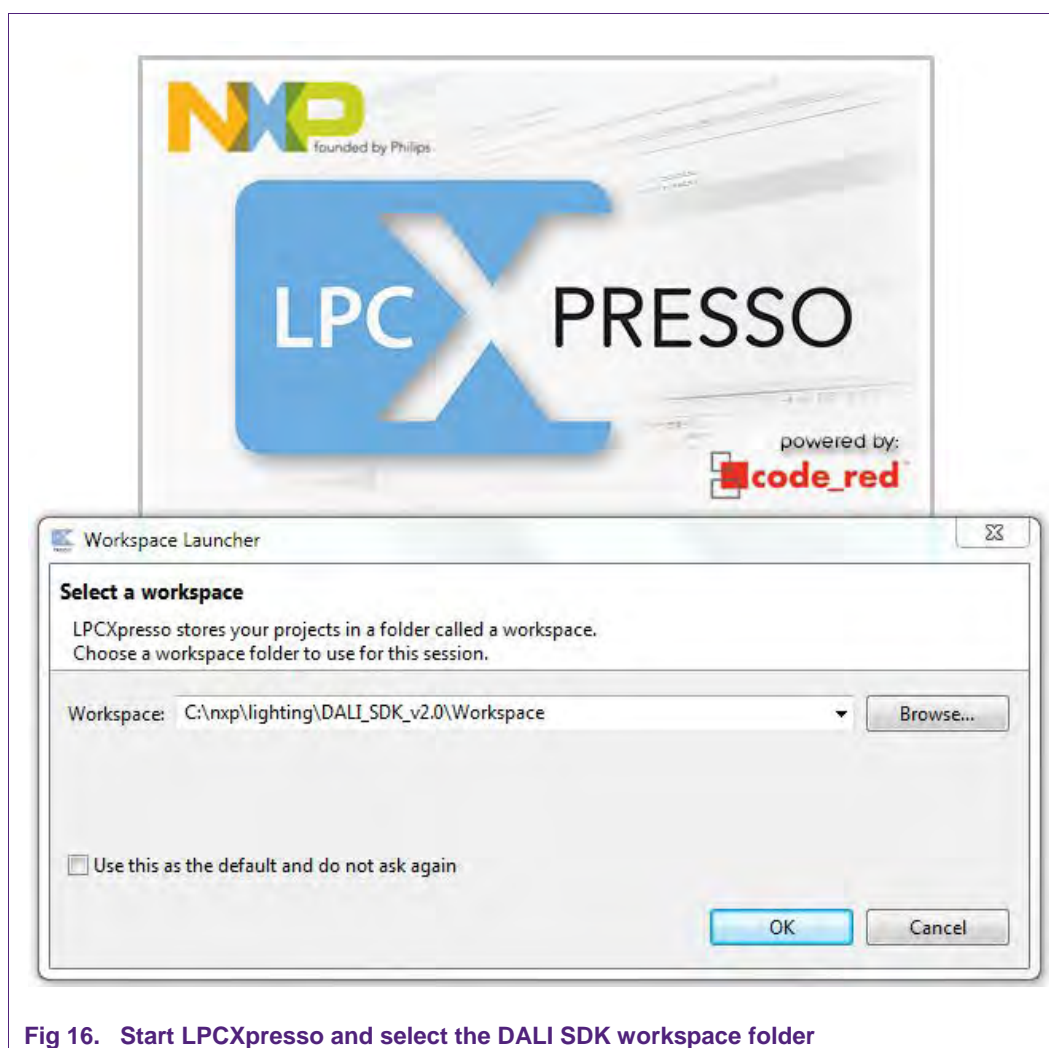 NXP
founded by Philips
LPC X PRESSO
powered by:
code_red™
Workspace Launcher
Select a workspace
LPCXpresso stores your projects in a folder called a workspace.
Choose a workspace folder to use for this session.
Workspace: C:\nxp\lighting\DALI_SDK_v2.0\Workspace Browse...
Use this as the default and do not ask again
OK Cancel
Fig 16. Start LPCXpresso and select the DALI SDK workspace folder